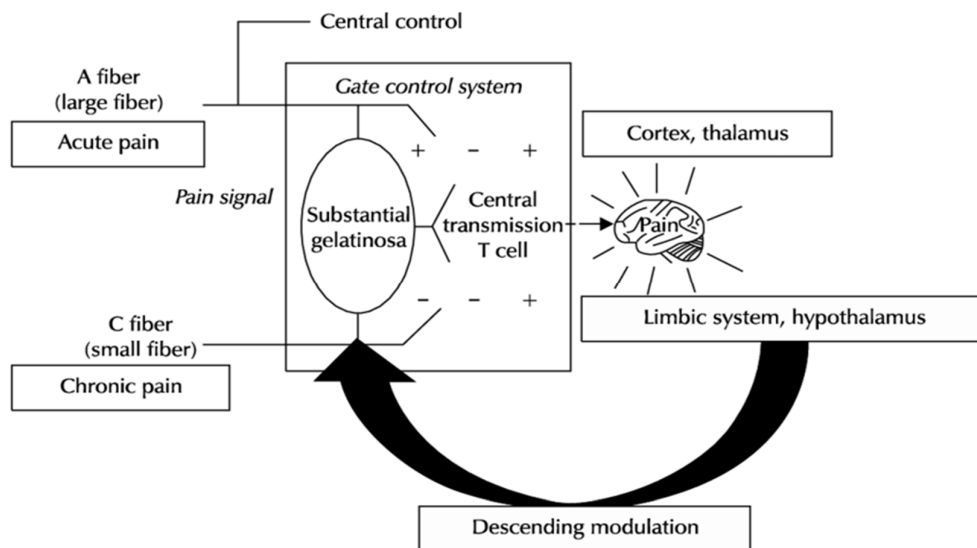 Central control
A fiber
(large fiber)
Acute pain
Gate control system
Cortex, thalamus
+ − +
Pain signal
Substantial
gelatinosa
Central
transmission
T cell
Pain
− − +
C fiber
(small fiber)
Chronic pain
Limbic system, hypothalamus
Descending modulation